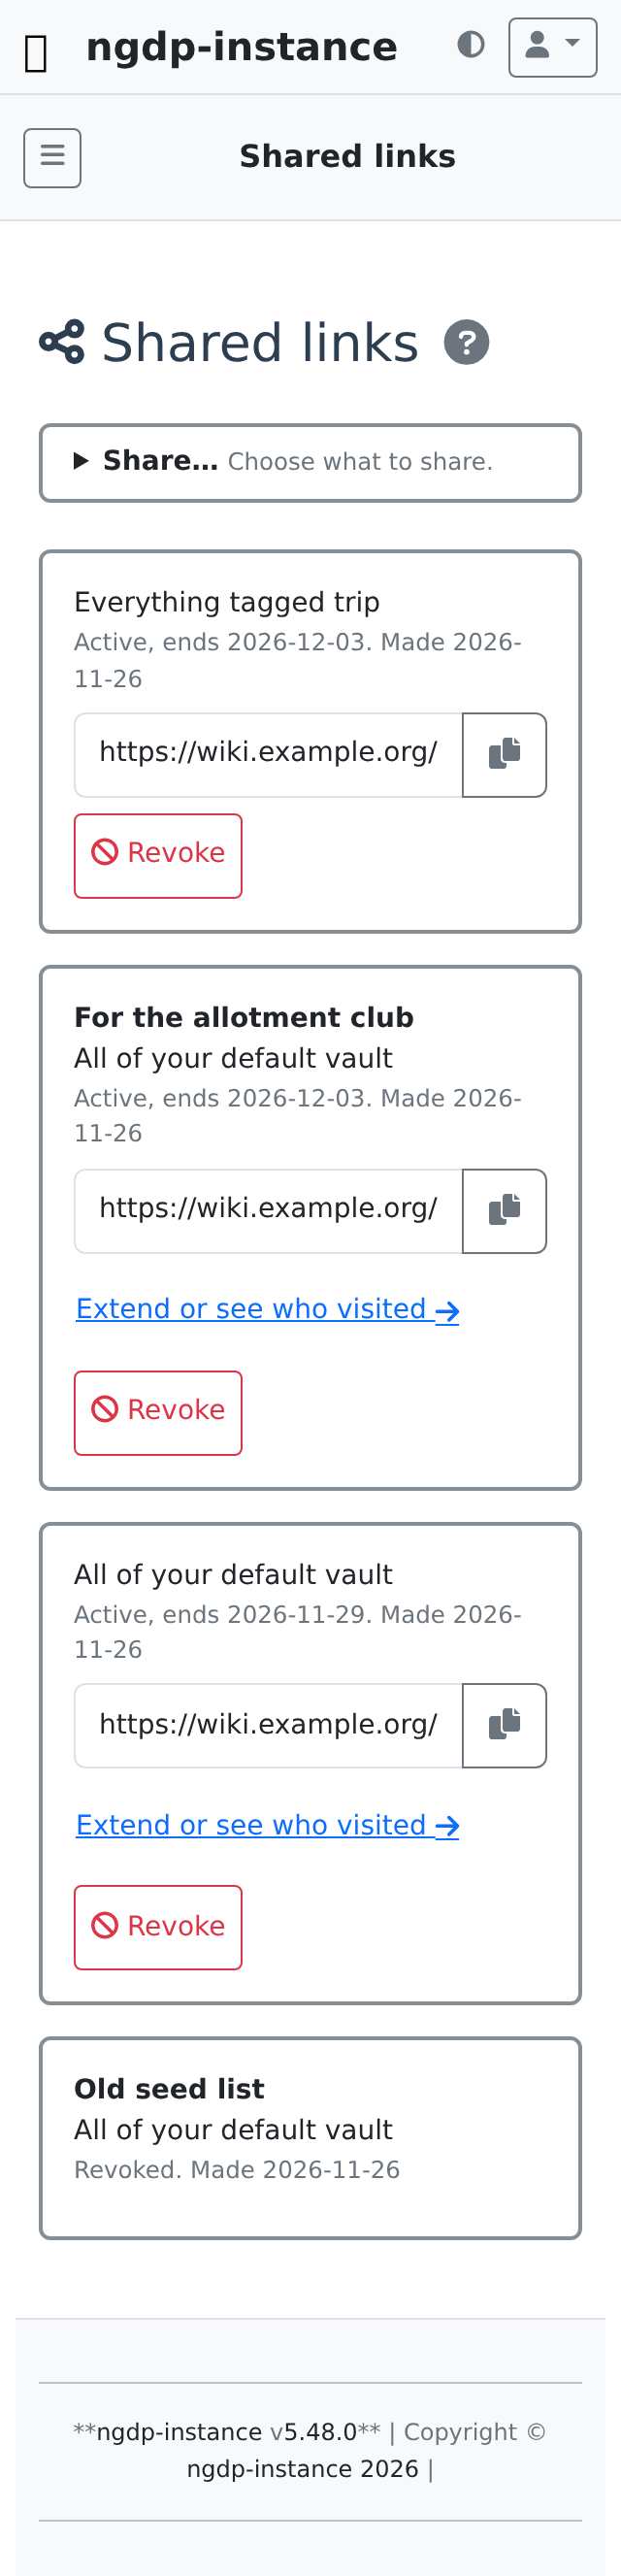 ngdp-instance
Shared links
Shared links ?
Share… Choose what to share.
Everything tagged trip
Active, ends 2026-12-03. Made 2026-
11-26
https://wiki.example.org/
Revoke
For the allotment club
All of your default vault
Active, ends 2026-12-03. Made 2026-
11-26
https://wiki.example.org/
Extend or see who visited →
Revoke
All of your default vault
Active, ends 2026-11-29. Made 2026-
11-26
https://wiki.example.org/
Extend or see who visited →
Revoke
Old seed list
All of your default vault
Revoked. Made 2026-11-26
**ngdp-instance v5.48.0** | Copyright ©
ngdp-instance 2026 |